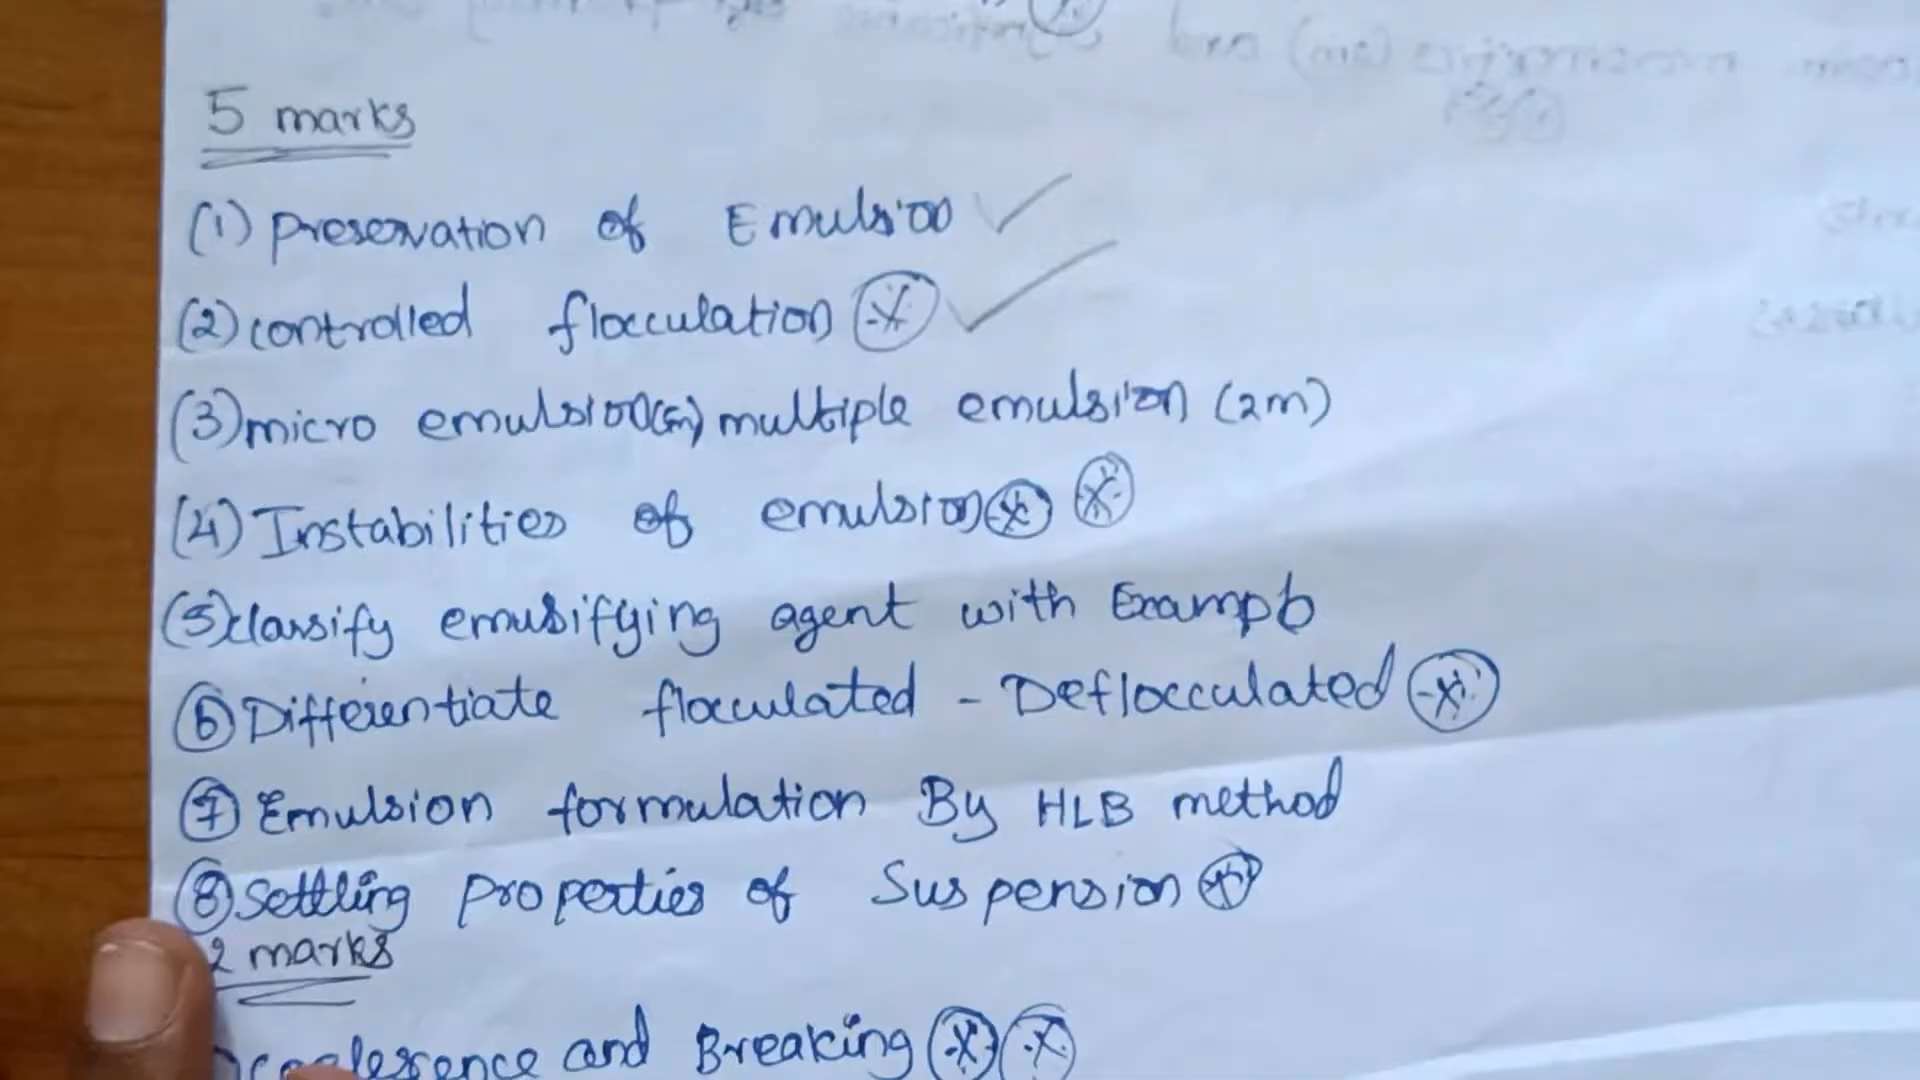 5 marks
(1) Preservation of Emulsion
(2) controlled flocculation
(3) micro emulsion(5m) multiple emulsion (2m)
(4) Instabilities of emulsion
(5) classify emusifying agent with Example
(6) Differentiate flocculated - Deflocculated
(7) Emulsion formulation By HLB method
(8) Settling Properties of Suspension
2 marks
and Breaking